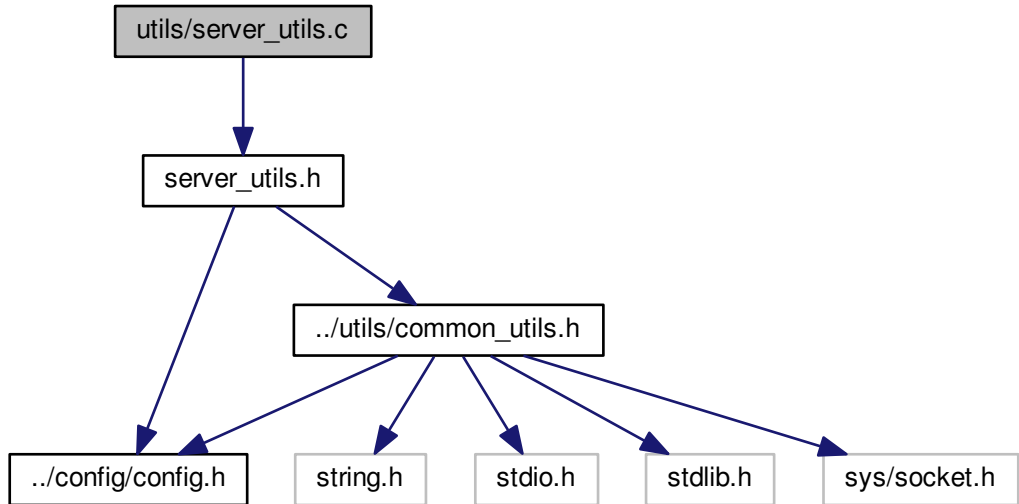 utils/server_utils.c
server_utils.h
../utils/common_utils.h
../config/config.h
string.h
stdio.h
stdlib.h
sys/socket.h